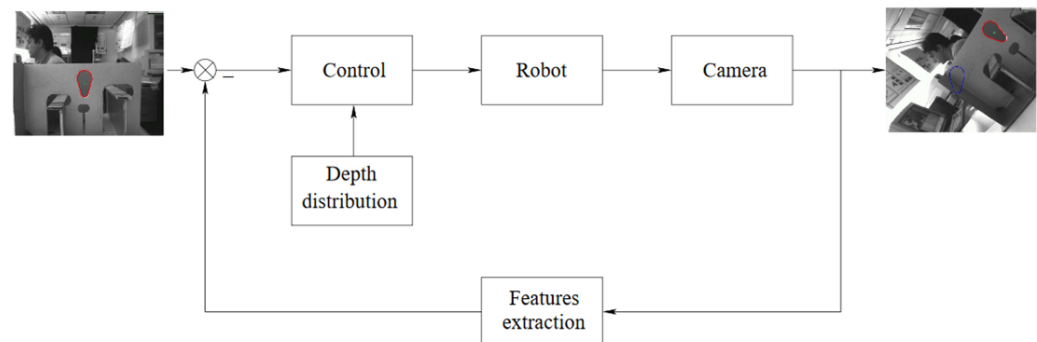 Control
Robot
Camera
Depth
distribution
Features
extraction